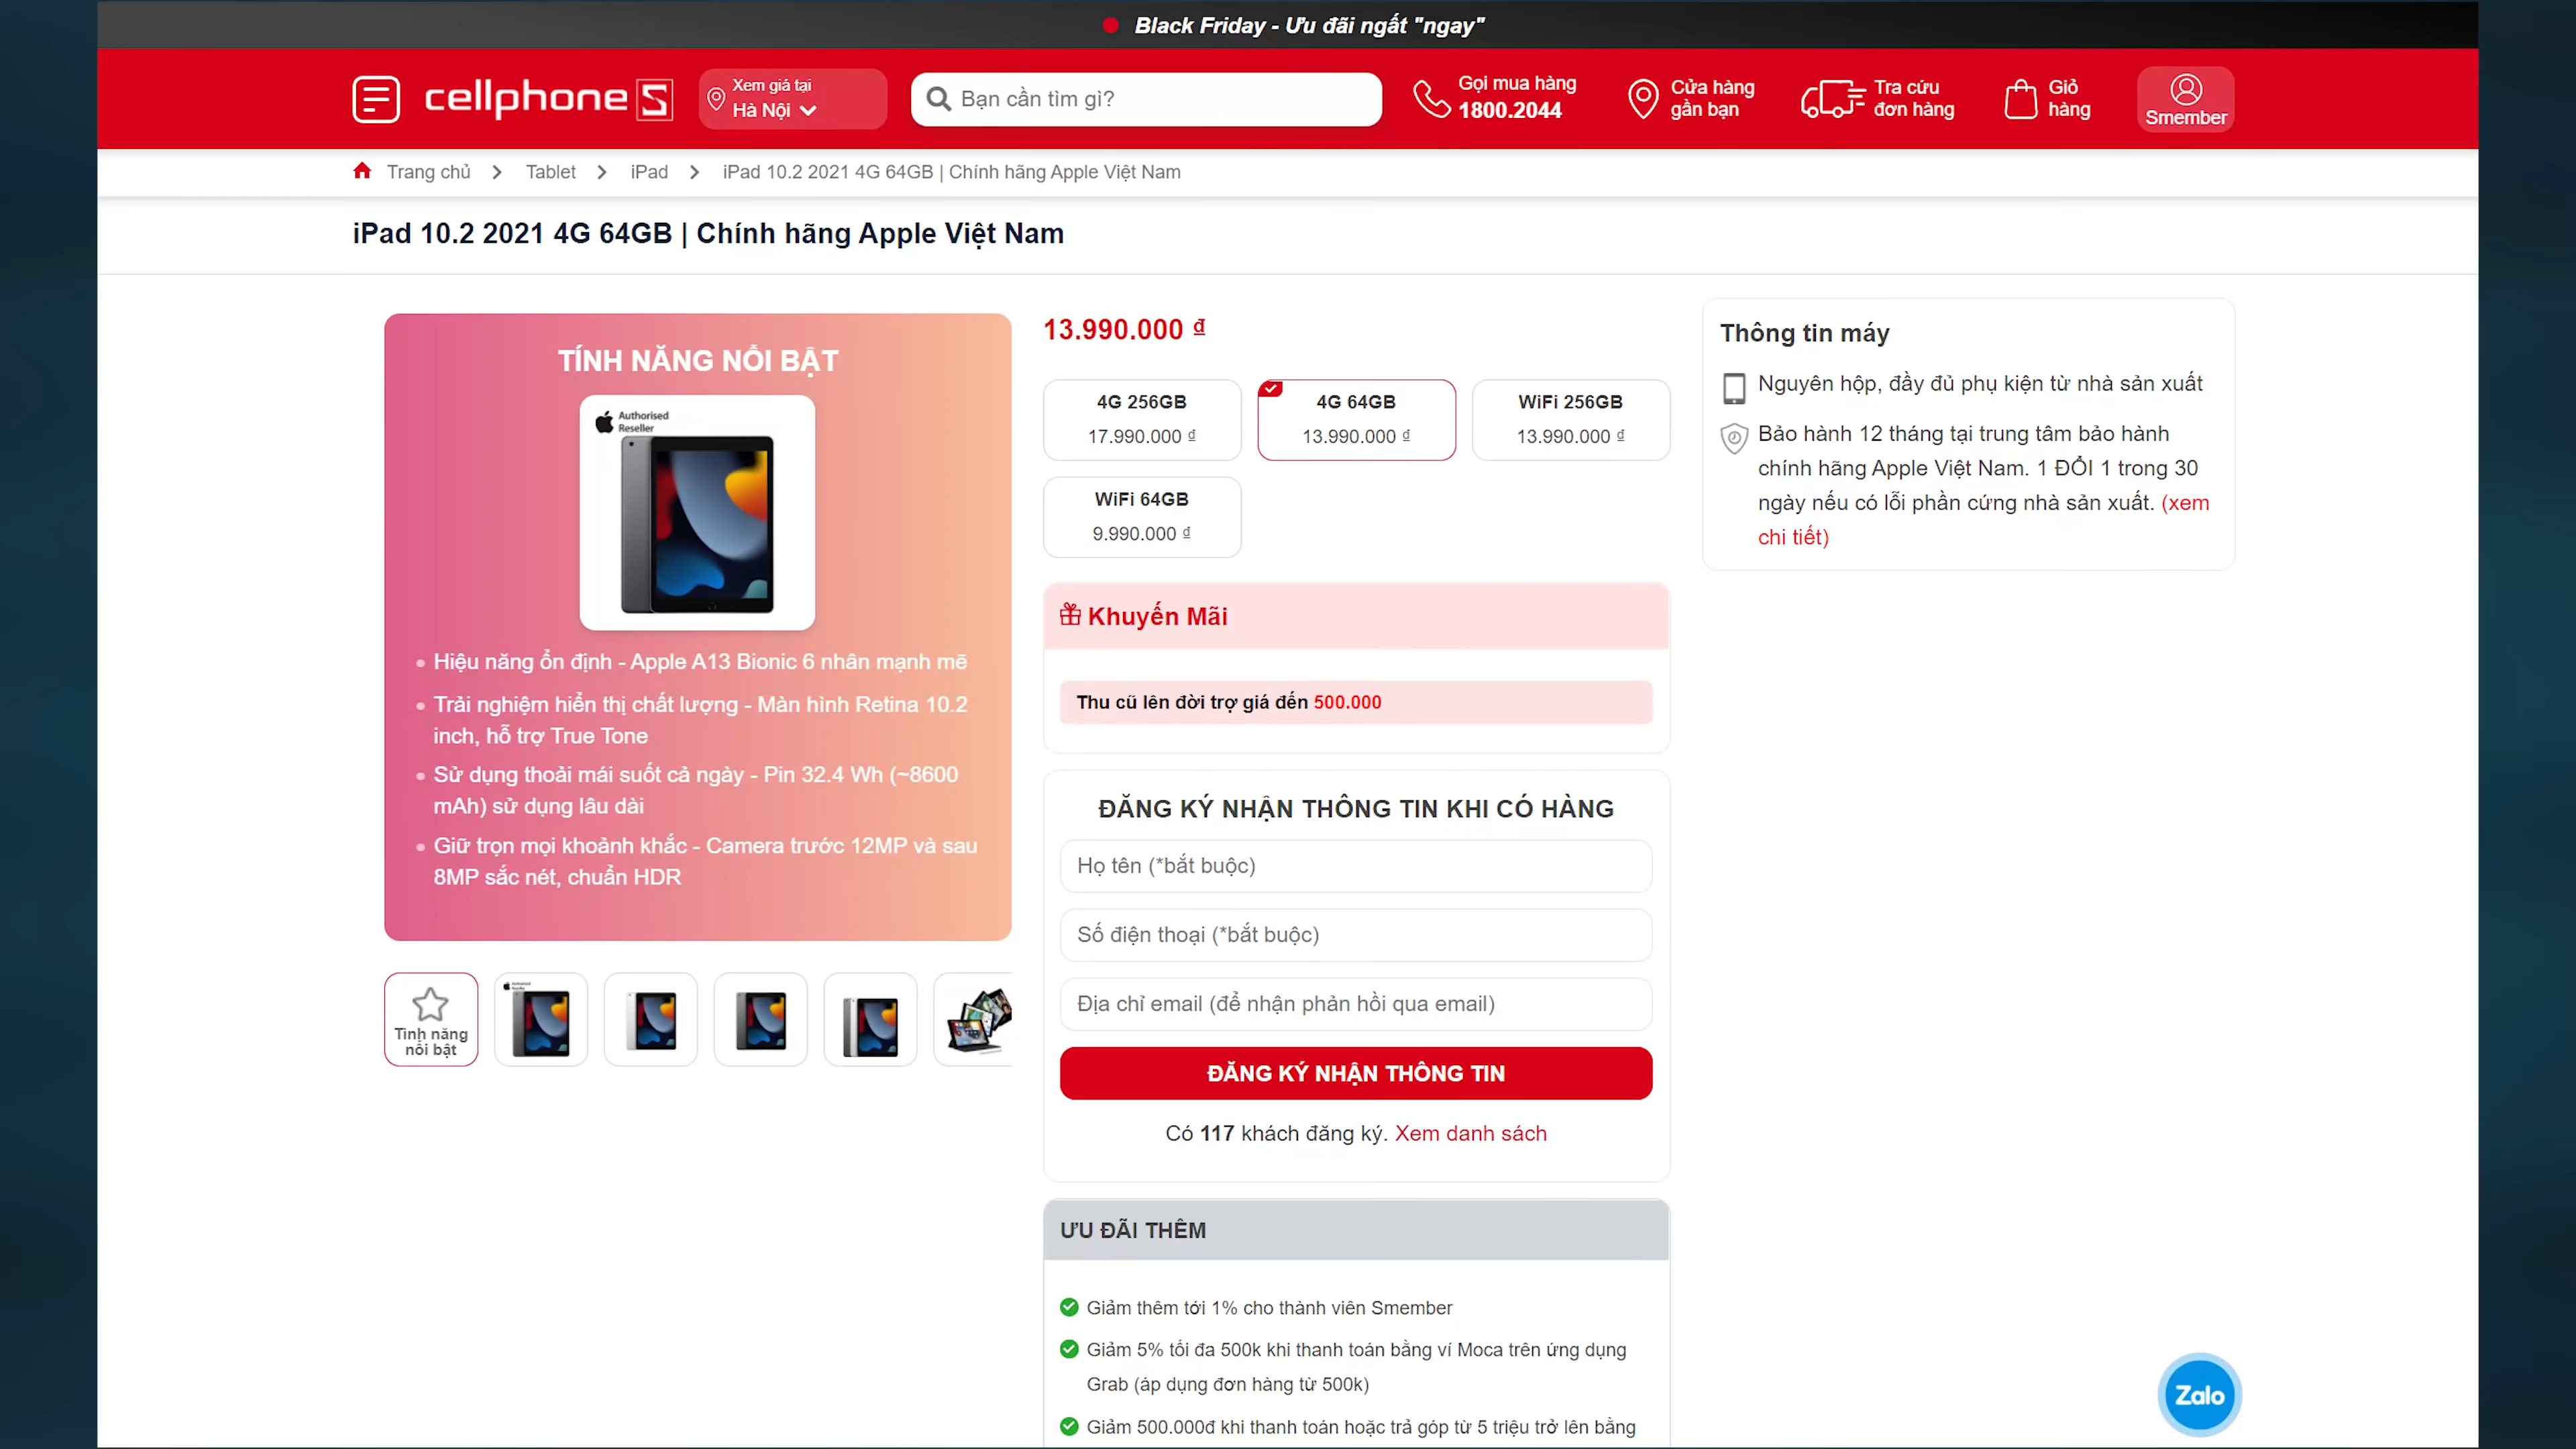 Black Friday - Ưu đãi ngất "ngay"
cellphone S
Xem giá tại
Hà Nội
Bạn cần tìm gì?
Gọi mua hàng
1800.2044
Cửa hàng
gần bạn
Tra cứu
đơn hàng
Giỏ
hàng
Smember
Trang chủ
Tablet
iPad
iPad 10.2 2021 4G 64GB | Chính hãng Apple Việt Nam
iPad 10.2 2021 4G 64GB | Chính hãng Apple Việt Nam
TÍNH NĂNG NỔI BẬT
Authorised
Reseller
Hiệu năng ổn định - Apple A13 Bionic 6 nhân mạnh mẽ
Trải nghiệm hiển thị chất lượng - Màn hình Retina 10.2
inch, hỗ trợ True Tone
Sử dụng thoải mái suốt cả ngày - Pin 32.4 Wh (~8600
mAh) sử dụng lâu dài
Giữ trọn mọi khoảnh khắc - Camera trước 12MP và sau
8MP sắc nét, chuẩn HDR
Tính năng
nổi bật
13.990.000 ₫
4G 256GB
17.990.000 ₫
4G 64GB
13.990.000 ₫
WiFi 256GB
13.990.000 ₫
WiFi 64GB
9.990.000 ₫
Khuyến Mãi
Thu cũ lên đời trợ giá đến 500.000
ĐĂNG KÝ NHẬN THÔNG TIN KHI CÓ HÀNG
Họ tên (*bắt buộc)
Số điện thoại (*bắt buộc)
Địa chỉ email (để nhận phản hồi qua email)
ĐĂNG KÝ NHẬN THÔNG TIN
Có 117 khách đăng ký. Xem danh sách
ƯU ĐÃI THÊM
Giảm thêm tới 1% cho thành viên Smember
Giảm 5% tối đa 500k khi thanh toán bằng ví Moca trên ứng dụng
Grab (áp dụng đơn hàng từ 500k)
Giảm 500.000đ khi thanh toán hoặc trả góp từ 5 triệu trở lên bằng
Thông tin máy
Nguyên hộp, đầy đủ phụ kiện từ nhà sản xuất
Bảo hành 12 tháng tại trung tâm bảo hành
chính hãng Apple Việt Nam. 1 ĐỔI 1 trong 30
ngày nếu có lỗi phần cứng nhà sản xuất. (xem
chi tiết)
Zalo